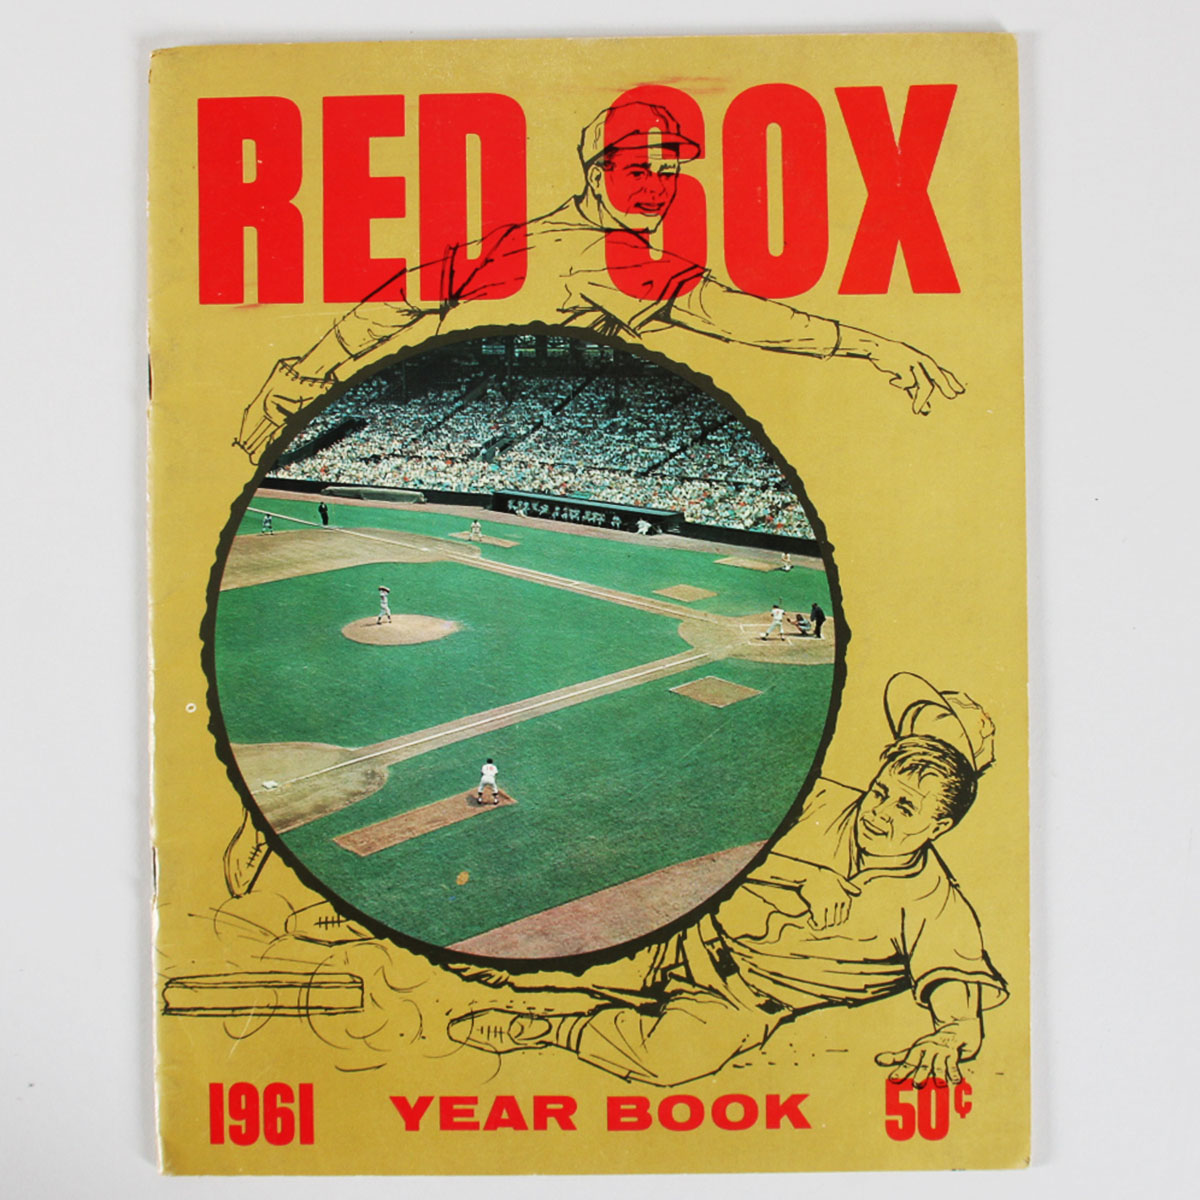 RED SOX
1961 YEAR BOOK 50¢